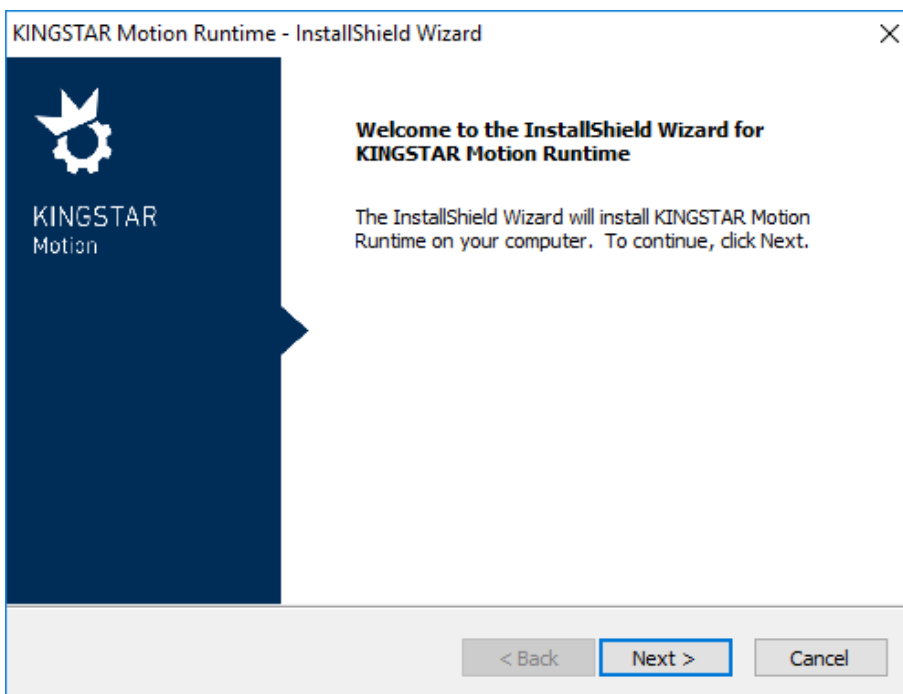 KINGSTAR Motion Runtime - InstallShield Wizard
KINGSTAR
Motion
Welcome to the InstallShield Wizard for
KINGSTAR Motion Runtime
The InstallShield Wizard will install KINGSTAR Motion
Runtime on your computer. To continue, click Next.
< Back
Next >
Cancel